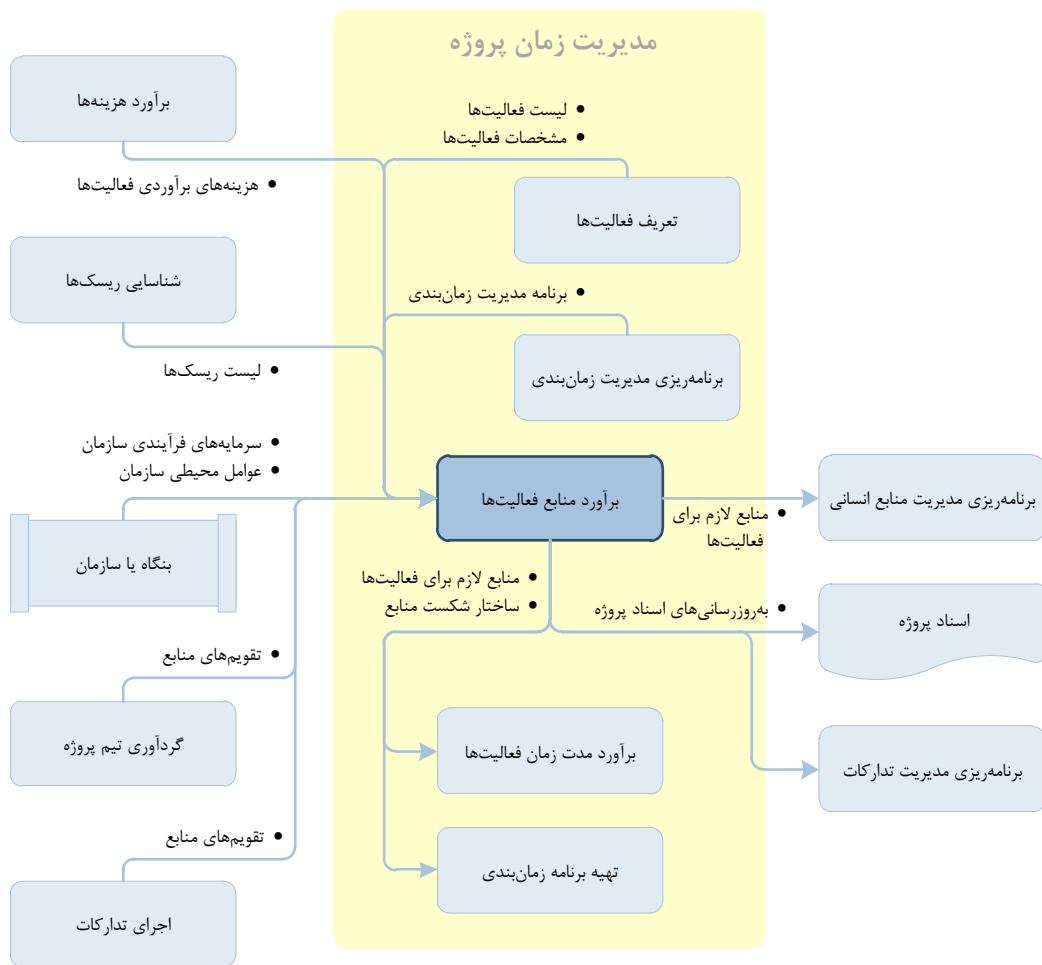 مدیریت زمان پروژه
برآورد هزینه‌ها
• لیست فعالیت‌ها
• مشخصات فعالیت‌ها
• هزینه‌های برآوردی فعالیت‌ها
تعریف فعالیت‌ها
شناسایی ریسک‌ها
• برنامه مدیریت زمان‌بندی
• لیست ریسک‌ها
برنامه‌ریزی مدیریت زمان‌بندی
• سرمایه‌های فرآیندی سازمان
• عوامل محیطی سازمان
برآورد منابع فعالیت‌ها
برنامه‌ریزی مدیریت منابع انسانی
• منابع لازم برای
فعالیت‌ها
بنگاه یا سازمان
• منابع لازم برای فعالیت‌ها
• ساختار شکست منابع
• به‌روزرسانی‌های اسناد پروژه
اسناد پروژه
• تقویم‌های منابع
گردآوری تیم پروژه
برآورد مدت زمان فعالیت‌ها
برنامه‌ریزی مدیریت تدارکات
• تقویم‌های منابع
تهیه برنامه زمان‌بندی
اجرای تدارکات